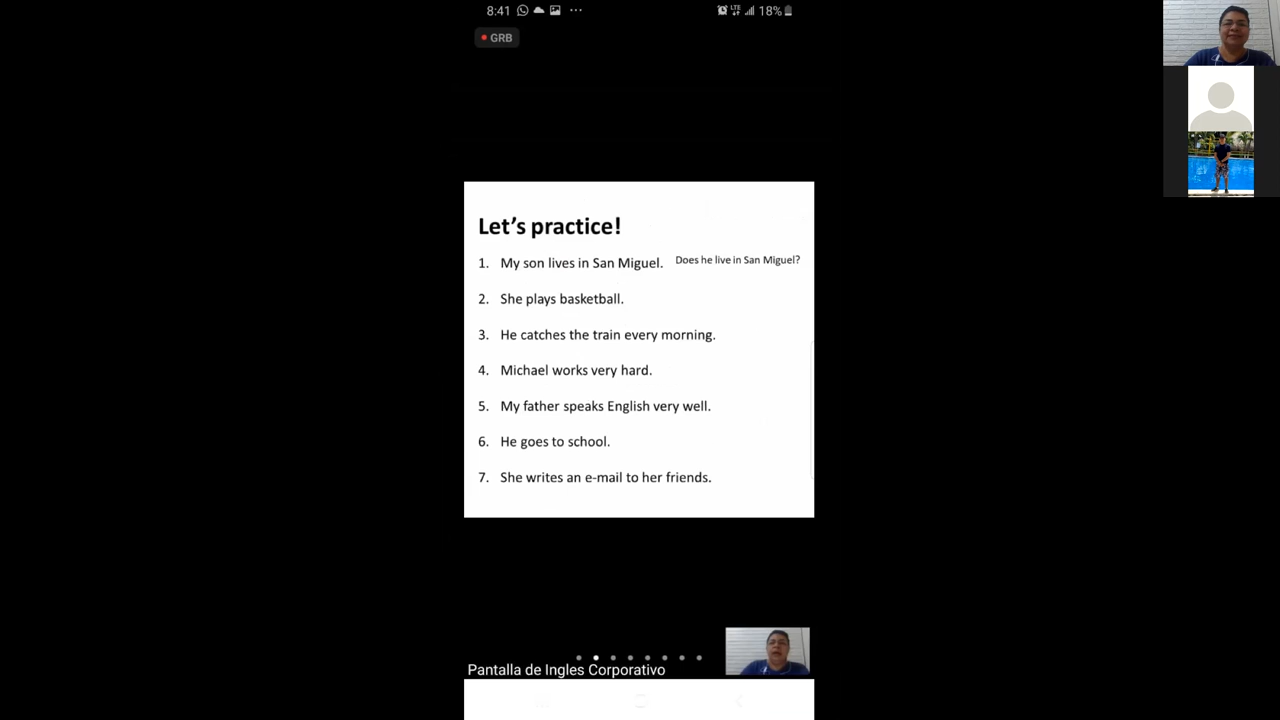 8:41 LTE 18%
GRB
Let's practice!
1. My son lives in San Miguel. Does he live in San Miguel?
2. She plays basketball.
3. He catches the train every morning.
4. Michael works very hard.
5. My father speaks English very well.
6. He goes to school.
7. She writes an e-mail to her friends.
Pantalla de Ingles Corporativo